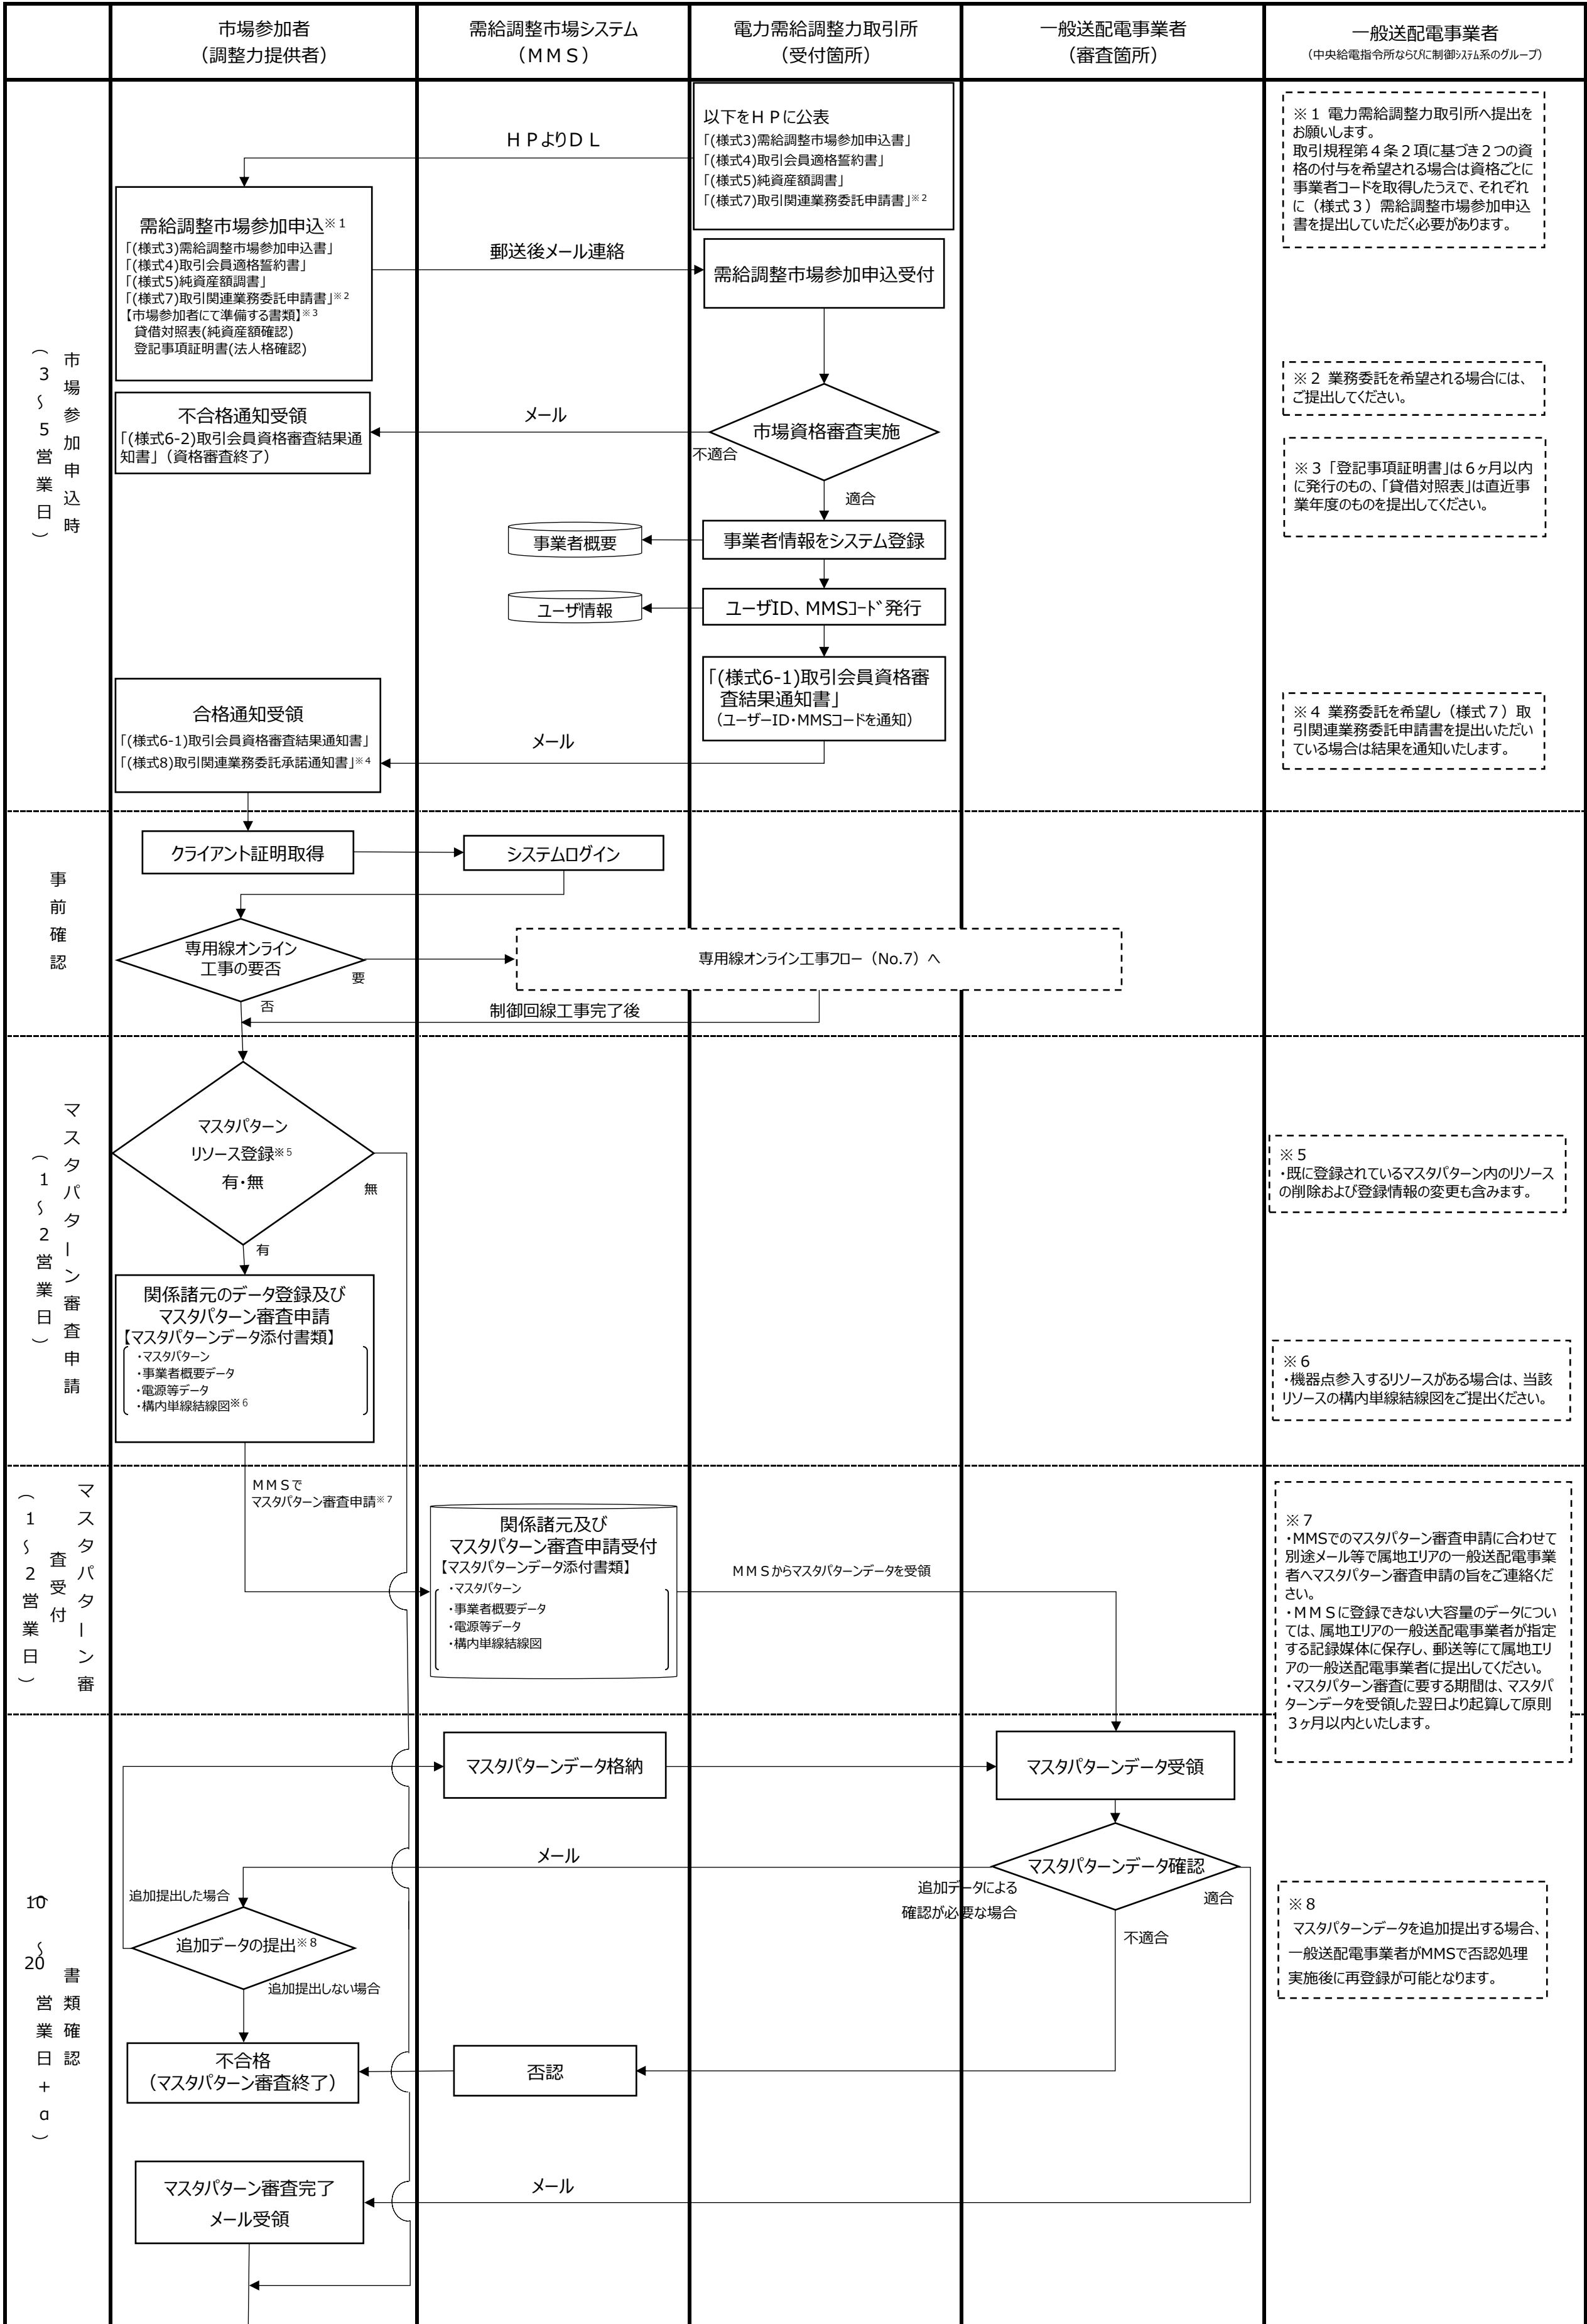 市場参加者
（調整力提供者）
需給調整市場システム
（ＭＭＳ）
電力需給調整力取引所
（受付箇所）
一般送配電事業者
（審査箇所）
一般送配電事業者
（中央給電指令所ならびに制御ｼｽﾃﾑ系のグループ）
市場参加申込時
（3～5営業日）
以下をＨＰに公表
「(様式3)需給調整市場参加申込書」
「(様式4)取引会員適格誓約書」
「(様式5)純資産額調書」
「(様式7)取引関連業務委託申請書」※2
ＨＰよりＤＬ
※１ 電力需給調整力取引所へ提出を
お願いします。
取引規程第４条２項に基づき２つの資
格の付与を希望される場合は資格ごとに
事業者コードを取得したうえで、それぞれ
に（様式３）需給調整市場参加申込
書を提出していただく必要があります。
需給調整市場参加申込※1
「(様式3)需給調整市場参加申込書」
「(様式4)取引会員適格誓約書」
「(様式5)純資産額調書」
「(様式7)取引関連業務委託申請書」※2
【市場参加者にて準備する書類】※3
貸借対照表(純資産額確認)
登記事項証明書(法人格確認)
郵送後メール連絡
需給調整市場参加申込受付
※２ 業務委託を希望される場合には、
ご提出してください。
不合格通知受領
「(様式6-2)取引会員資格審査結果通
知書」（資格審査終了）
メール
市場資格審査実施
不適合
適合
※３「登記事項証明書」は６ヶ月以内
に発行のもの、「貸借対照表」は直近事
業年度のものを提出してください。
事業者概要
事業者情報をシステム登録
ユーザ情報
ユーザID、MMSｺｰﾄﾞ発行
「(様式6-1)取引会員資格審
査結果通知書」
（ユーザーID・MMSコードを通知）
合格通知受領
「(様式6-1)取引会員資格審査結果通知書」
「(様式8)取引関連業務委託承諾通知書」※4
メール
※４ 業務委託を希望し（様式７）取
引関連業務委託申請書を提出いただい
ている場合は結果を通知いたします。
事前確認
クライアント証明取得
システムログイン
専用線オンライン
工事の要否
要
否
専用線オンライン工事フロー（No.7）へ
制御回線工事完了後
マスタパターン審査申請
（1～2営業日）
マスタパターン
リソース登録※5
有・無
無
有
※５
・既に登録されているマスタパターン内のリソース
の削除および登録情報の変更も含みます。
関係諸元のデータ登録及び
マスタパターン審査申請
【マスタパターンデータ添付書類】
・マスタパターン
・事業者概要データ
・電源等データ
・構内単線結線図※6
※６
・機器点参入するリソースがある場合は、当該
リソースの構内単線結線図をご提出ください。
マスタパターン審
査受付
（1～2営業日）
ＭＭＳで
マスタパターン審査申請※7
関係諸元及び
マスタパターン審査申請受付
【マスタパターンデータ添付書類】
・マスタパターン
・事業者概要データ
・電源等データ
・構内単線結線図
ＭＭＳからマスタパターンデータを受領
※７
・MMSでのマスタパターン審査申請に合わせて
別途メール等で属地エリアの一般送配電事業
者へマスタパターン審査申請の旨をご連絡くだ
さい。
・ＭＭＳに登録できない大容量のデータについ
ては、属地エリアの一般送配電事業者が指定
する記録媒体に保存し、郵送等にて属地エリ
アの一般送配電事業者に提出してください。
・マスタパターン審査に要する期間は、マスタパ
ターンデータを受領した翌日より起算して原則
３ヶ月以内といたします。
書類確認
（10～20営業日+α）
マスタパターンデータ格納
マスタパターンデータ受領
メール
マスタパターンデータ確認
追加データによる
確認が必要な場合
適合
不適合
追加提出した場合
追加データの提出※8
追加提出しない場合
※８
マスタパターンデータを追加提出する場合、
一般送配電事業者がMMSで否認処理
実施後に再登録が可能となります。
不合格
（マスタパターン審査終了）
否認
マスタパターン審査完了
メール受領
メール